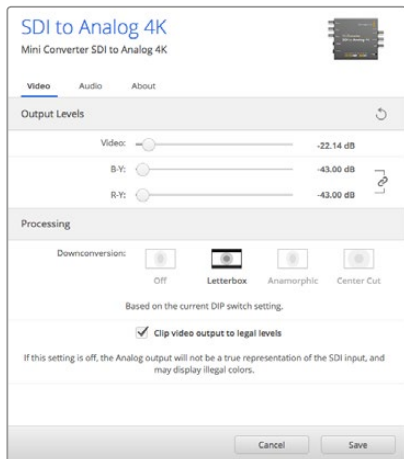 SDI to Analog 4K
Mini Converter SDI to Analog 4K
Video Audio About
Output Levels
Video: -22.14 dB
B-Y: -43.00 dB
R-Y: -43.00 dB
Processing
Downconversion:
Off Letterbox Anamorphic Center Cut
Based on the current DIP switch setting.
Clip video output to legal levels
If this setting is off, the Analog output will not be a true representation of the SDI input, and
may display illegal colors.
Cancel Save